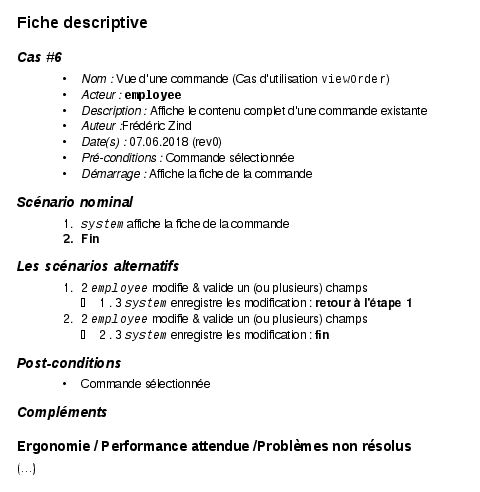 Fiche descriptive
Cas #6
• Nom : Vue d'une commande (Cas d'utilisation viewOrder)
• Acteur : employee
• Description : Affiche le contenu complet d'une commande existante
• Auteur :Frédéric Zind
• Date(s) : 07.06.2018 (rev0)
• Pré-conditions : Commande sélectionnée
• Démarrage : Affiche la fiche de la commande
Scénario nominal
1. system affiche la fiche de la commande
2. Fin
Les scénarios alternatifs
1. 2 employee modifie & valide un (ou plusieurs) champs
▯ 1 . 3 system enregistre les modification : retour à l'étape 1
2. 2 employee modifie & valide un (ou plusieurs) champs
▯ 2 . 3 system enregistre les modification : fin
Post-conditions
• Commande sélectionnée
Compléments
Ergonomie / Performance attendue /Problèmes non résolus
(...)